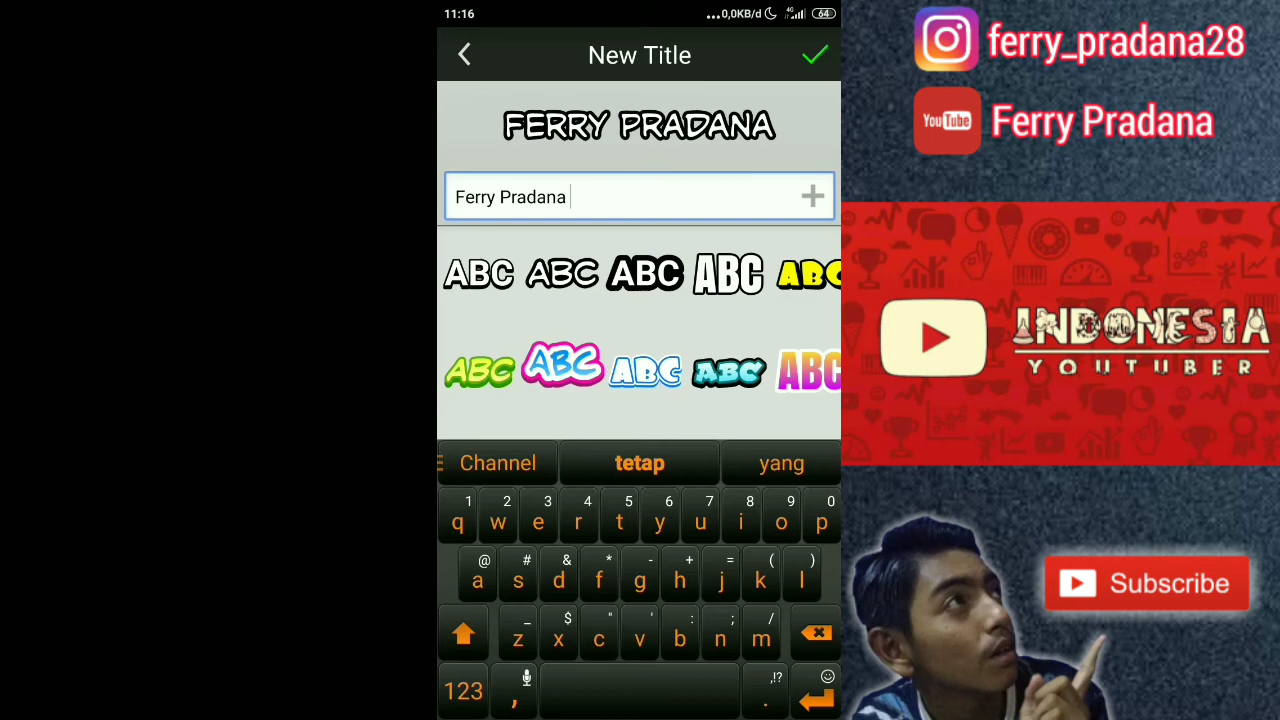 11:16
...0,0KB/d 4G 64
New Title
FERRY PRADANA
Ferry Pradana
ABC ABC ABC ABC ABC
ABC ABC ABC ABC ABC
Channel tetap yang
1 2 3 4 5 6 7 8 9 0
q w e r t y u i o p
@ # & * - + = ( )
a s d f g h j k l
_ $ " ' : ; /
z x c v b n m
,!?
123 , .
ferry_pradana28
YouTube Ferry Pradana
INDONESIA
YOUTUBER
Subscribe